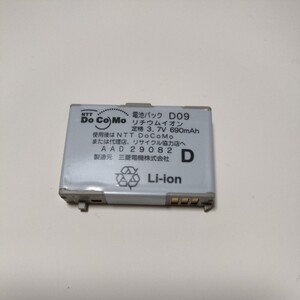 NTT
DoCoMo
電池パック D09
リチウムイオン
定格 3.7V 690mAh
使用後はNTT DoCoMo
または代理店、リサイクル協力店へ
AAD29082
製造元 三菱電機株式会社
D
Li-ion